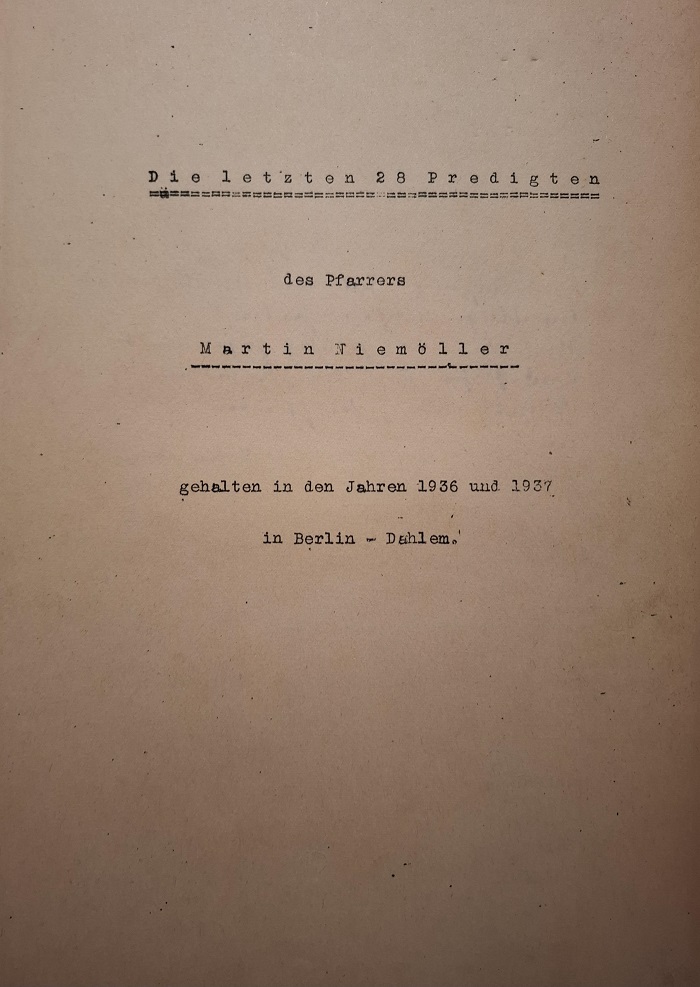 Die letzten 28 Predigten
des Pfarrers
Martin Niemöller
gehalten in den Jahren 1936 und 1937
in Berlin - Dahlem.